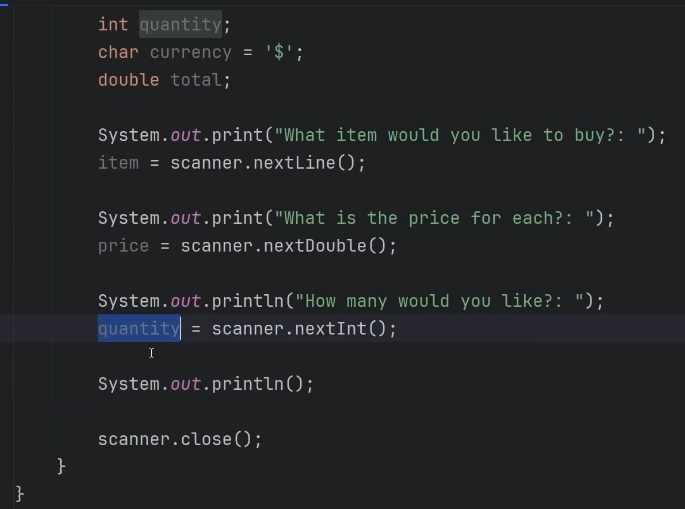 int quantity;
char currency = '$';
double total;
System.out.print("What item would you like to buy?: ");
item = scanner.nextLine();
System.out.print("What is the price for each?: ");
price = scanner.nextDouble();
System.out.println("How many would you like?: ");
quantity = scanner.nextInt();
System.out.println();
scanner.close();
}
}